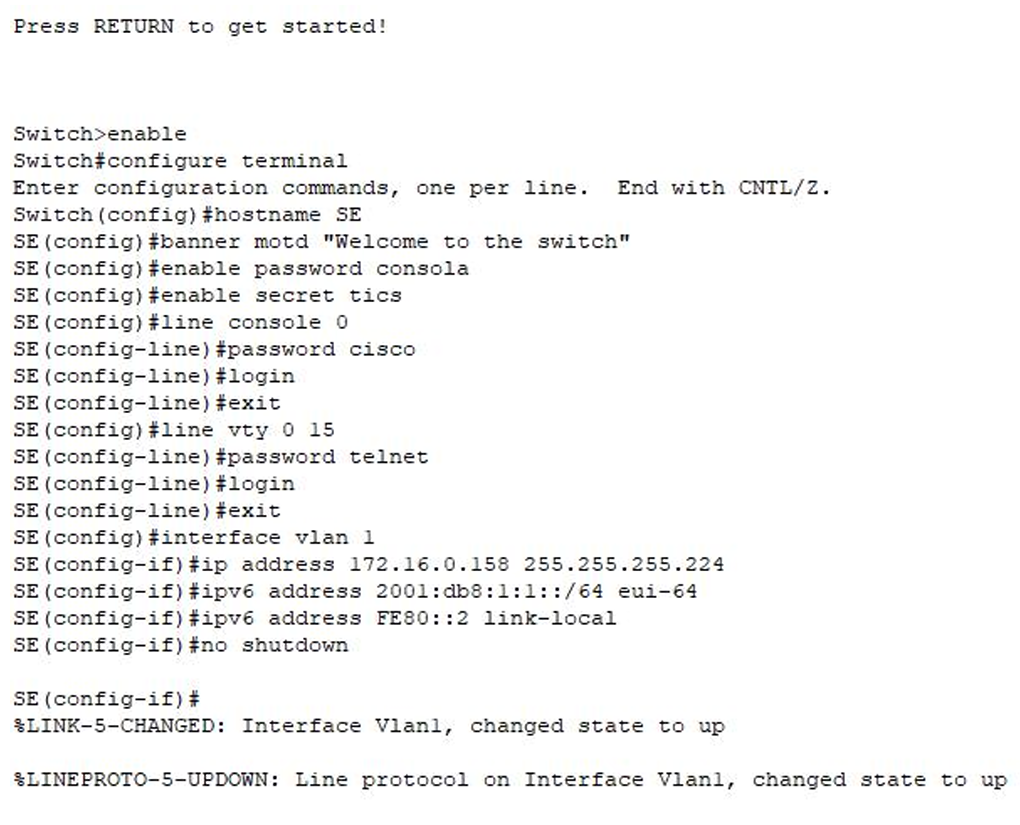 Press RETURN to get started!
Switch>enable
Switch#configure terminal
Enter configuration commands, one per line.  End with CNTL/Z.
Switch(config)#hostname SE
SE(config)#banner motd "Welcome to the switch"
SE(config)#enable password consola
SE(config)#enable secret tics
SE(config)#line console 0
SE(config-line)#password cisco
SE(config-line)#login
SE(config-line)#exit
SE(config)#line vty 0 15
SE(config-line)#password telnet
SE(config-line)#login
SE(config-line)#exit
SE(config)#interface vlan 1
SE(config-if)#ip address 172.16.0.158 255.255.255.224
SE(config-if)#ipv6 address 2001:db8:1:1::/64 eui-64
SE(config-if)#ipv6 address FE80::2 link-local
SE(config-if)#no shutdown
SE(config-if)#
%LINK-5-CHANGED: Interface Vlan1, changed state to up
%LINEPROTO-5-UPDOWN: Line protocol on Interface Vlan1, changed state to up